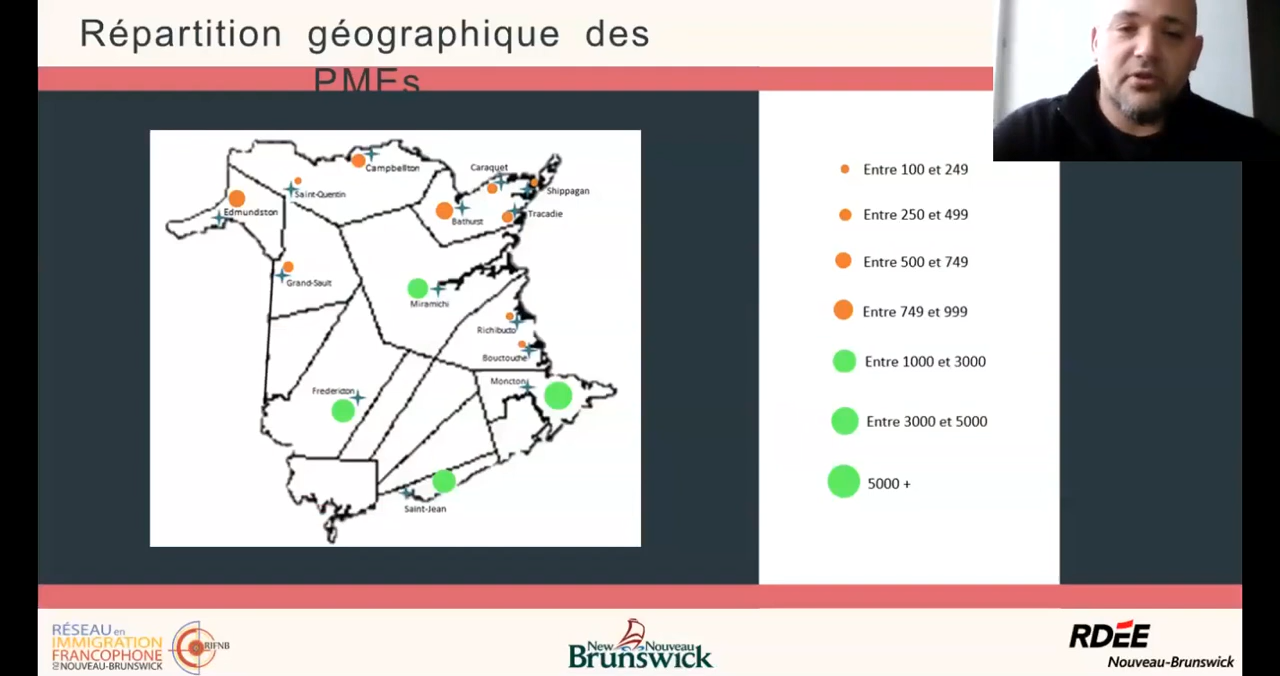 Répartition géographique des
PMEs
Campbellton
Caraquet
Saint-Quentin
Shippagan
Edmundston
Bathurst
Tracadie
Grand-Sault
Miramichi
Richibucto
Bouctouche
Moncton
Fredericton
Saint-Jean
Entre 100 et 249
Entre 250 et 499
Entre 500 et 749
Entre 749 et 999
Entre 1000 et 3000
Entre 3000 et 5000
5000 +
RÉSEAU en
IMMIGRATION
FRANCOPHONE
DU NOUVEAU-BRUNSWICK
RIFNB
New Nouveau
Brunswick
RDÉE
Nouveau-Brunswick